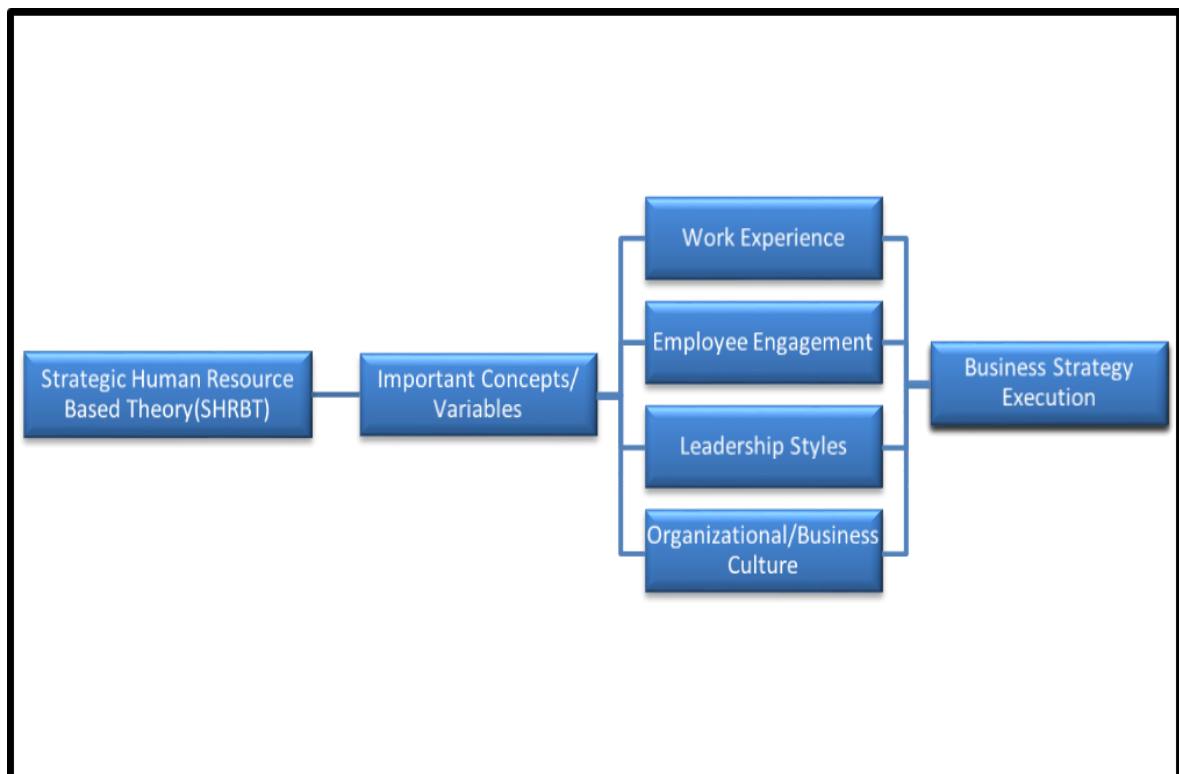 Strategic Human Resource
Based Theory(SHRBT)
Important Concepts/
Variables
Work Experience
Employee Engagement
Leadership Styles
Organizational/Business
Culture
Business Strategy
Execution